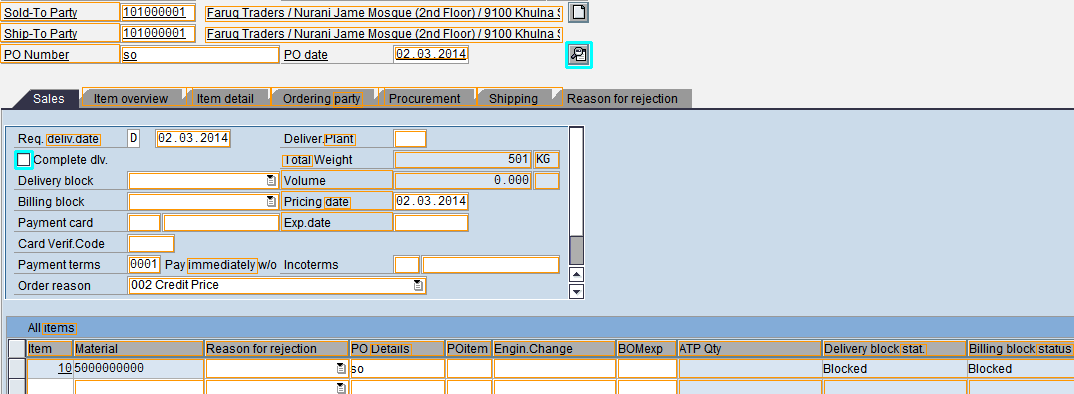 Sold-To Party 101000001 Faruq Traders / Nurani Jame Mosque (2nd Floor) / 9100 Khulna S
Ship-To Party 101000001 Faruq Traders / Nurani Jame Mosque (2nd Floor) / 9100 Khulna S
PO Number so PO date 02.03.2014
Sales Item overview Item detail Ordering party Procurement Shipping Reason for rejection
Req. deliv.date D 02.03.2014 Deliver.Plant
Complete dlv. Total Weight 501 KG
Delivery block Volume 0.000
Billing block Pricing date 02.03.2014
Payment card Exp.date
Card Verif.Code
Payment terms 0001 Pay immediately w/o Incoterms
Order reason 002 Credit Price
All items
Item Material Reason for rejection PO Details POitem Engin.Change BOMexp ATP Qty Delivery block stat. Billing block status
10 5000000000 so Blocked Blocked